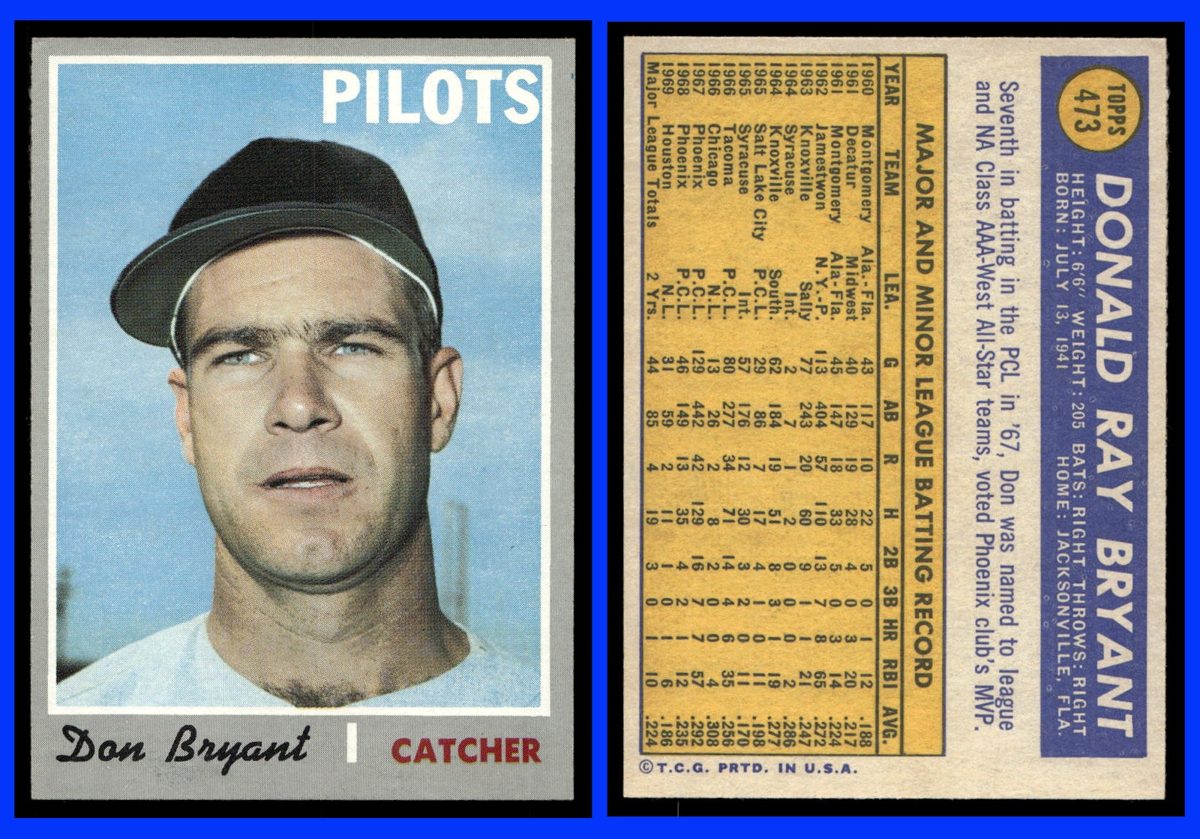 PILOTS
Don Bryant | CATCHER
TOPPS
473
DONALD RAY BRYANT
HEIGHT: 6'6" WEIGHT: 205 BATS: RIGHT THROWS: RIGHT
BORN: JULY 13, 1941 HOME: JACKSONVILLE, FLA.
Seventh in batting in the PCL in '67, Don was named to league
and NA Class AAA-West All-Star teams, voted Phoenix club's MVP.
MAJOR AND MINOR LEAGUE BATTING RECORD
YEAR TEAM LEA. G AB R H 2B 3B HR RBI AVG.
1960 Montgomery Ala.-Fla. 43 117 10 22 5 0 1 12 .188
1961 Decatur Midwest 40 129 19 28 4 3 3 20 .217
1961 Montgomery Ala-Fla. 45 147 18 33 5 0 3 14 .224
1962 Jamestwon N.Y.-P. 113 404 57 110 13 7 8 65 .272
1963 Knoxville Sally 77 243 20 60 9 1 1 21 .247
1964 Syracuse Int. 2 7 1 2 0 0 0 2 .286
1964 Knoxville South. 62 184 19 51 8 3 1 19 .277
1965 Salt Lake City P.C.L. 29 86 7 17 4 1 0 11 .198
1965 Syracuse Int. 57 176 12 30 3 2 0 11 .170
1966 Tacoma P.C.L. 80 277 34 71 14 4 6 35 .256
1966 Chicago N.L. 13 26 2 8 2 0 0 4 .308
1967 Phoenix P.C.L. 129 442 42 129 16 7 7 57 .292
1968 Phoenix P.C.L. 46 149 13 35 4 2 1 12 .235
1969 Houston N.L. 31 59 2 11 1 0 1 6 .186
Major League Totals 2 Yrs. 44 85 4 19 3 0 1 10 .224
© T.C.G. PRTD. IN U.S.A.